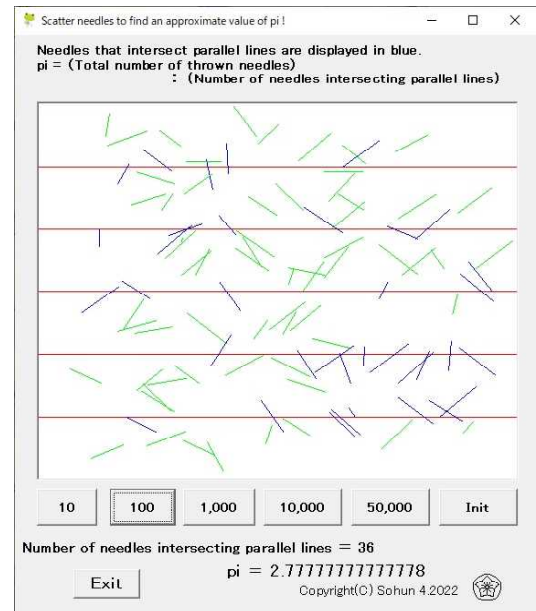 Scatter needles to find an approximate value of pi !
Needles that intersect parallel lines are displayed in blue.
pi = (Total number of thrown needles)
: (Number of needles intersecting parallel lines)
10 100 1,000 10,000 50,000 Init
Number of needles intersecting parallel lines = 36
pi = 2.77777777777778
Exit
Copyright(C) Sohun 4.2022